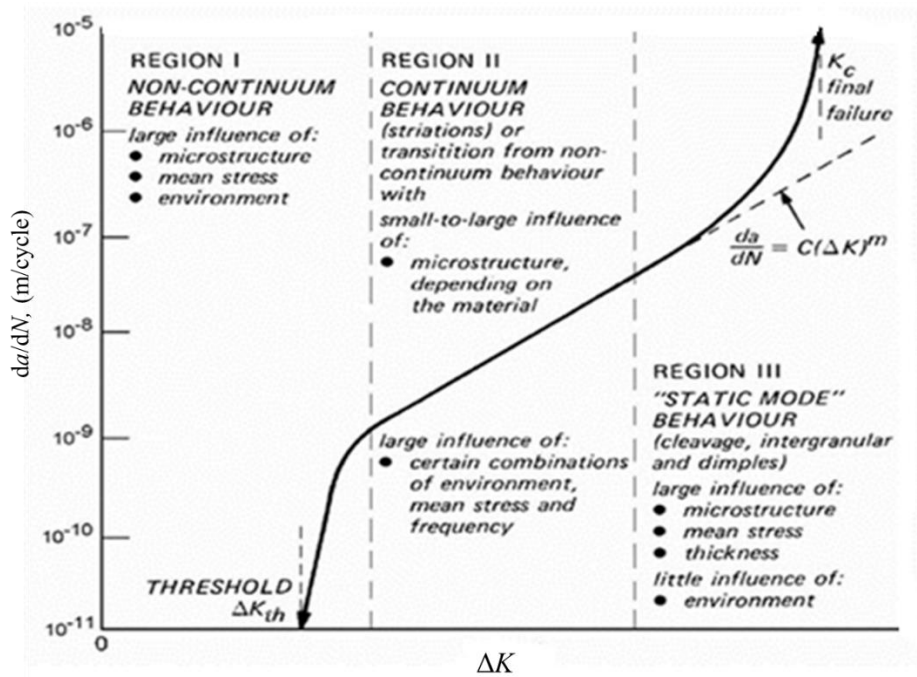 10-5
10-6
10-7
10-8
10-9
10-10
10-11
da/dN, (m/cycle)
0
ΔK
REGION I
NON-CONTINUUM
BEHAVIOUR
large influence of:
● microstructure
● mean stress
● environment
THRESHOLD
ΔKth
REGION II
CONTINUUM
BEHAVIOUR
(striations) or
transitition from non-
continuum behaviour
with
small-to-large influence
of:
● microstructure,
depending on
the material
large influence of:
● certain combinations
of environment,
mean stress and
frequency
Kc
final
failure
da/dN = C(ΔK)m
REGION III
"STATIC MODE"
BEHAVIOUR
(cleavage, intergranular
and dimples)
large influence of:
● microstructure
● mean stress
● thickness
little influence of:
● environment